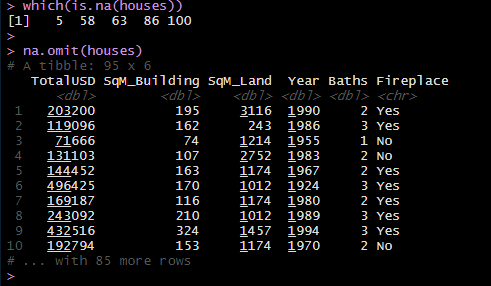 > which(is.na(houses))
[1]   5  58  63  86 100
>
> na.omit(houses)
# A tibble: 95 x 6
   TotalUSD SqM_Building SqM_Land  Year Baths Fireplace
      <dbl>        <dbl>    <dbl> <dbl> <dbl> <chr>
 1   203200          195     3116  1990     2 Yes
 2   119096          162      243  1986     3 Yes
 3    71666           74     1214  1955     1 No
 4   131103          107     2752  1983     2 No
 5   144452          163     1174  1967     2 Yes
 6   496425          170     1012  1924     3 Yes
 7   169187          116     1174  1980     2 Yes
 8   243092          210     1012  1989     3 Yes
 9   432516          324     1457  1994     3 Yes
10   192794          153     1174  1970     2 No
# ... with 85 more rows
>